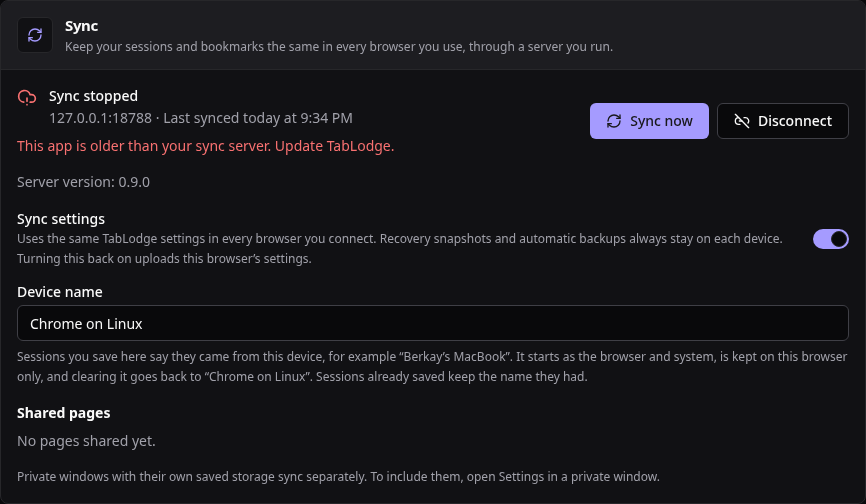 Sync
Keep your sessions and bookmarks the same in every browser you use, through a server you run.
Sync stopped
127.0.0.1:18788 · Last synced today at 9:34 PM
Sync now
Disconnect
This app is older than your sync server. Update TabLodge.
Server version: 0.9.0
Sync settings
Uses the same TabLodge settings in every browser you connect. Recovery snapshots and automatic backups always stay on each device.
Turning this back on uploads this browser’s settings.
Device name
Chrome on Linux
Sessions you save here say they came from this device, for example “Berkay’s MacBook”. It starts as the browser and system, is kept on this browser
only, and clearing it goes back to “Chrome on Linux”. Sessions already saved keep the name they had.
Shared pages
No pages shared yet.
Private windows with their own saved storage sync separately. To include them, open Settings in a private window.